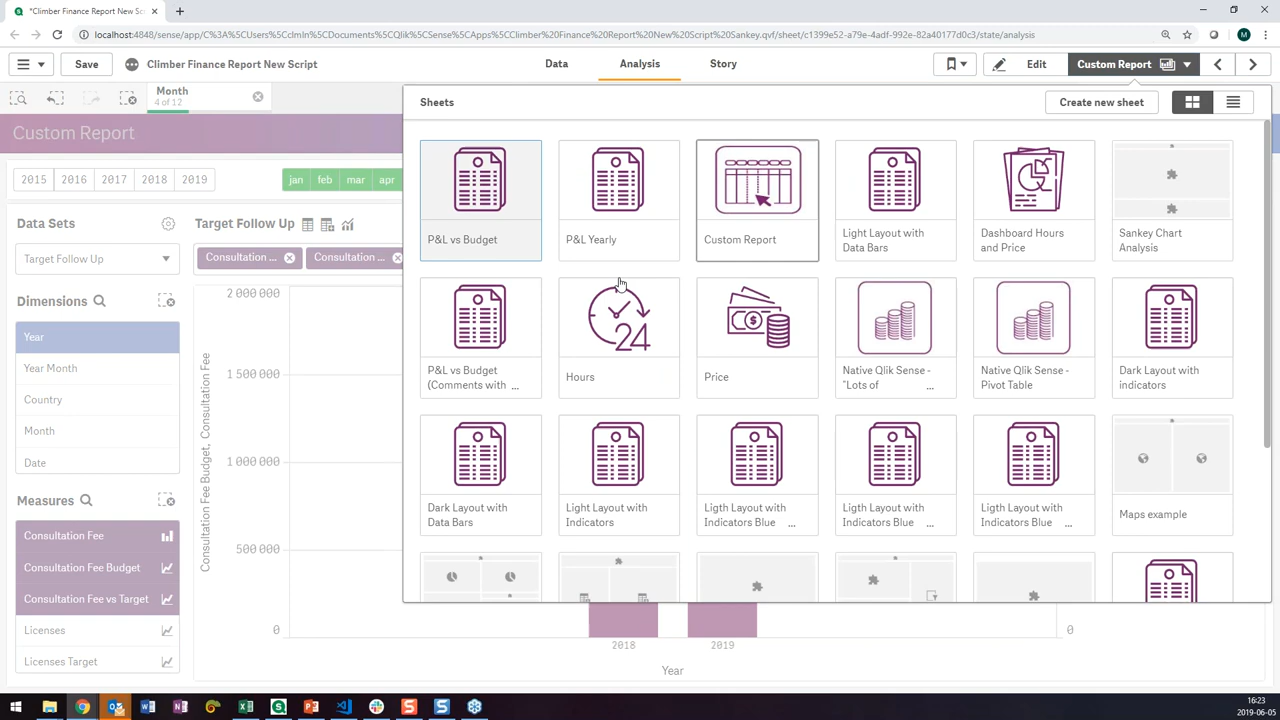 *Climber Finance Report New Sc
localhost:4848/sense/app/C%3A%5CUsers%5CImIn%5CDocuments%5CQlik%5CSense%5CApps%5CClimber%20Finance%20Report%20New%20Script%20Sankey.qvf/sheet/c1399e52-a79e-4adf-992e-82a40177d0c3/state/analysis
M
Save
Climber Finance Report New Script
Data
Analysis
Story
Edit
Custom Report
Month
4 of 12
Custom Report
2015 2016 2017 2018 2019
jan feb mar apr
Data Sets
Target Follow Up
Dimensions
Year
Year Month
Country
Month
Date
Measures
Consultation Fee
Consultation Fee Budget
Consultation Fee vs Target
Licenses
Licenses Target
Target Follow Up
Consultation ...
Consultation ...
Consultation Fee Budget, Consultation Fee
2 000 000
1 500 000
1 000 000
500 000
0
0
2018
2019
Year
Sheets
Create new sheet
P&L vs Budget
P&L Yearly
Custom Report
Light Layout with
Data Bars
Dashboard Hours
and Price
Sankey Chart
Analysis
P&L vs Budget
(Comments with ...
24
Hours
Price
Native Qlik Sense -
"Lots of ...
Native Qlik Sense -
Pivot Table
Dark Layout with
indicators
Dark Layout with
Data Bars
Light Layout with
Indicators
Ligth Layout with
Indicators Blue ...
Ligth Layout with
Indicators Blue ...
Ligth Layout with
Indicators Blue ...
Maps example
16:23
2019-06-05